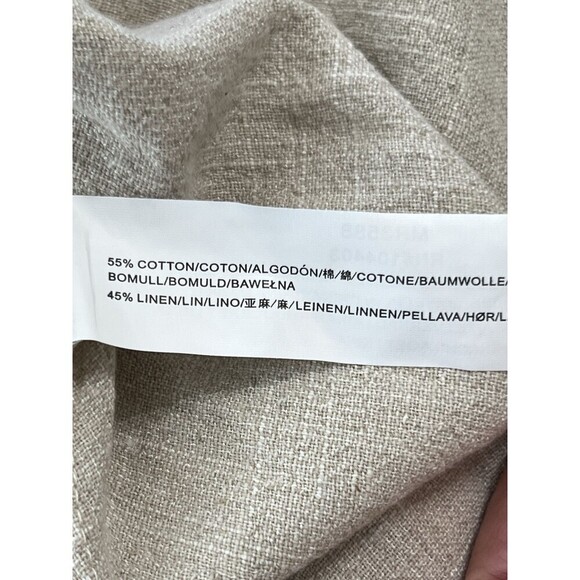 55% COTTON/COTON/ALGODÓN/棉/綿/COTONE/BAUMWOLLE/
BOMULL/BOMULD/BAWEŁNA
45% LINEN/LIN/LINO/亚麻/麻/LEINEN/LINNEN/PELLAVA/HØR/L